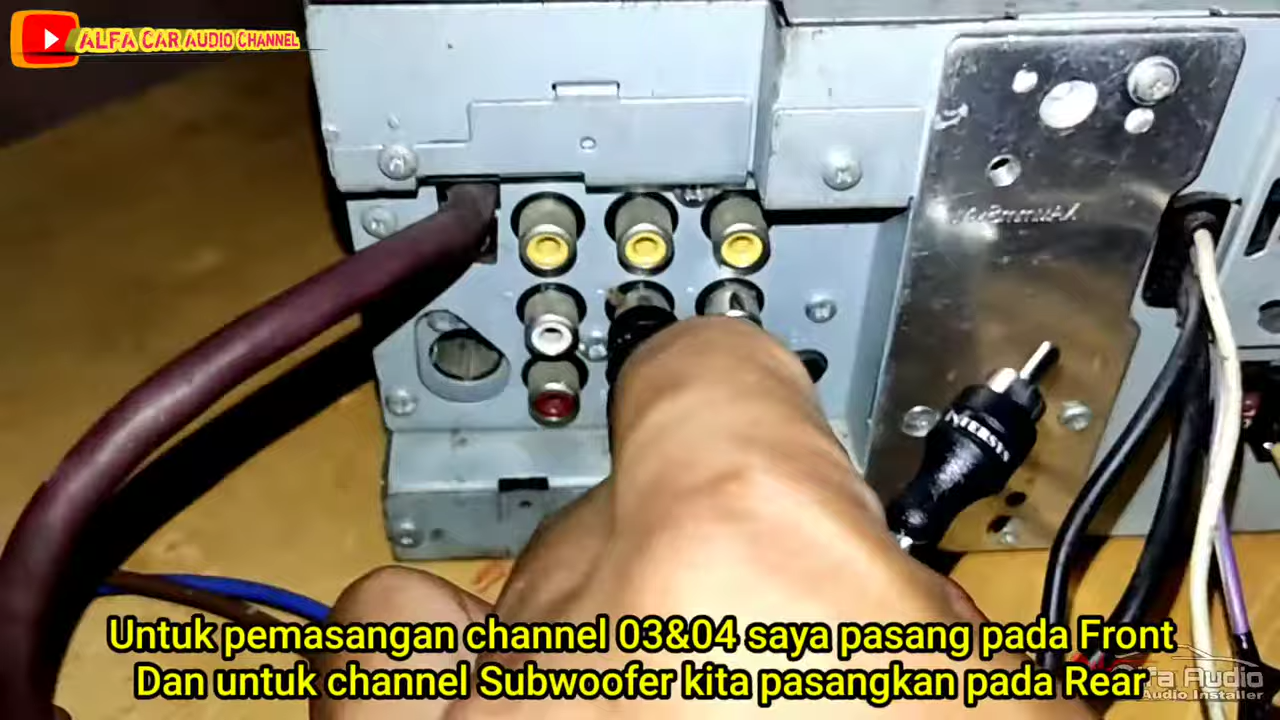 ALFA CAR AUDIO CHANNEL
Untuk pemasangan channel 03&04 saya pasang pada Front
Dan untuk channel Subwoofer kita pasangkan pada Rear
Audio
Audio Installer